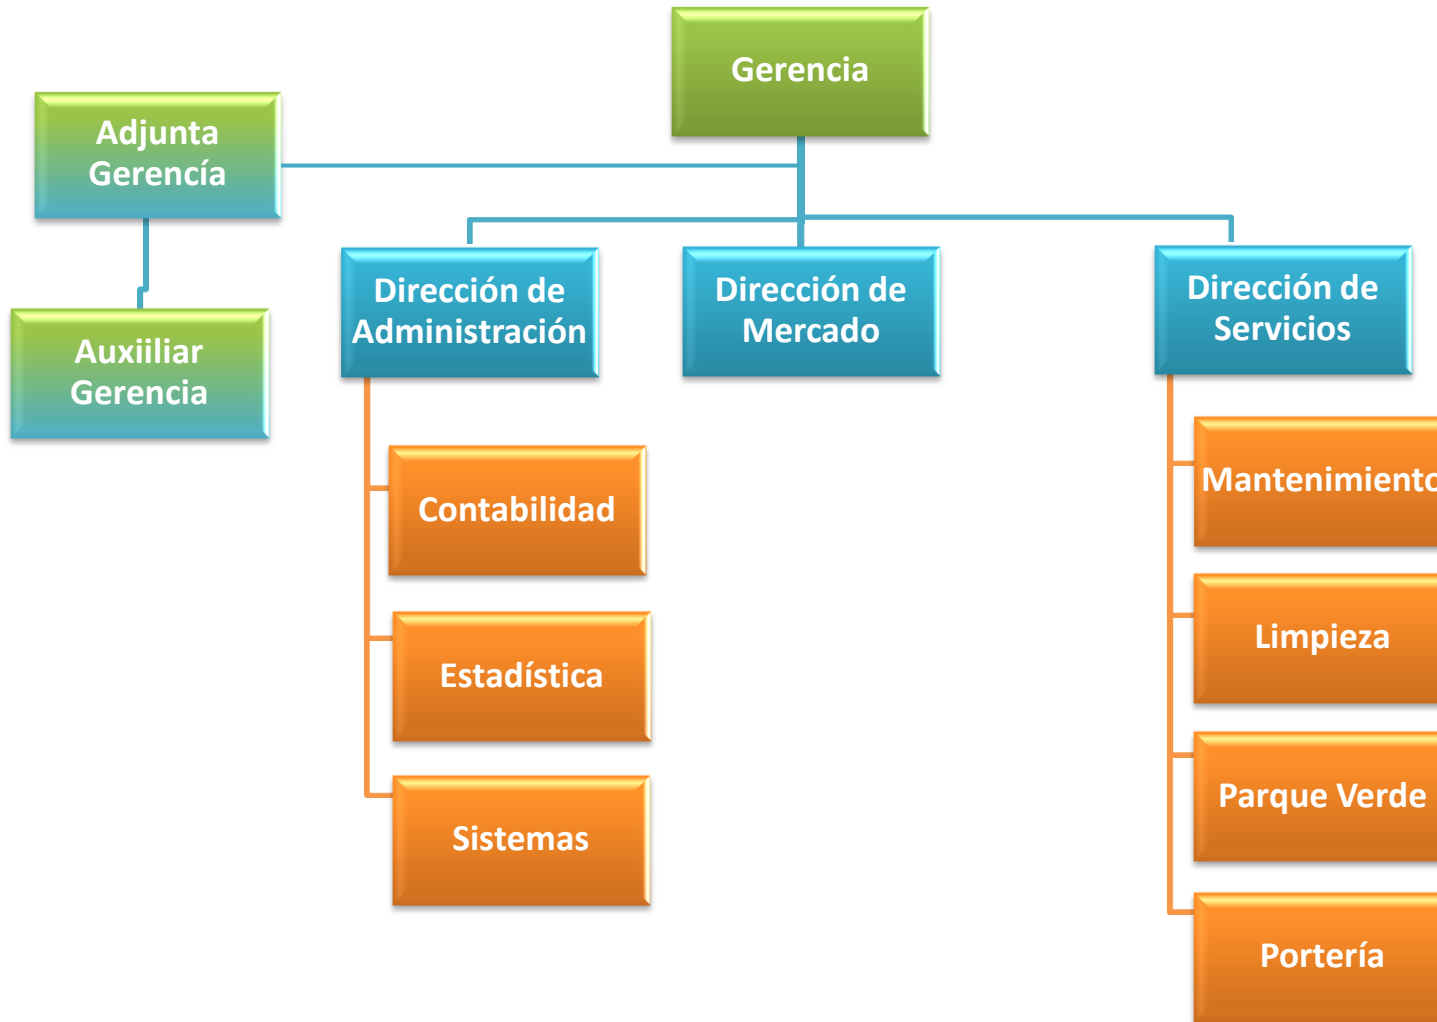 Gerencia
Adjunta
Gerencía
Auxiiliar
Gerencia
Dirección de
Administración
Dirección de
Mercado
Dirección de
Servicios
Contabilidad
Estadística
Sistemas
Mantenimiento
Limpieza
Parque Verde
Portería